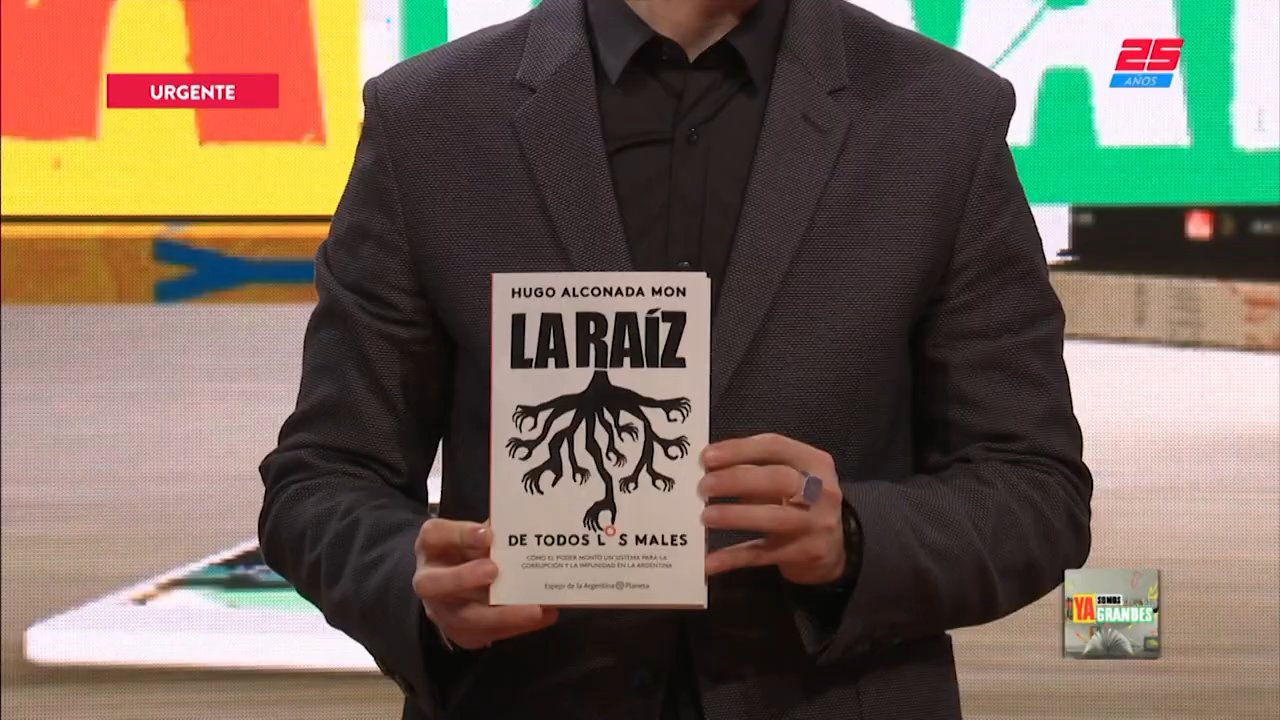 URGENTE
25
AÑOS
HUGO ALCONADA MON
LA RAÍZ
DE TODOS LOS MALES
CÓMO EL PODER MONTÓ UN SISTEMA PARA LA
CORRUPCIÓN Y LA IMPUNIDAD EN LA ARGENTINA
Espejo de la Argentina Planeta
YA SOMOS
GRANDES